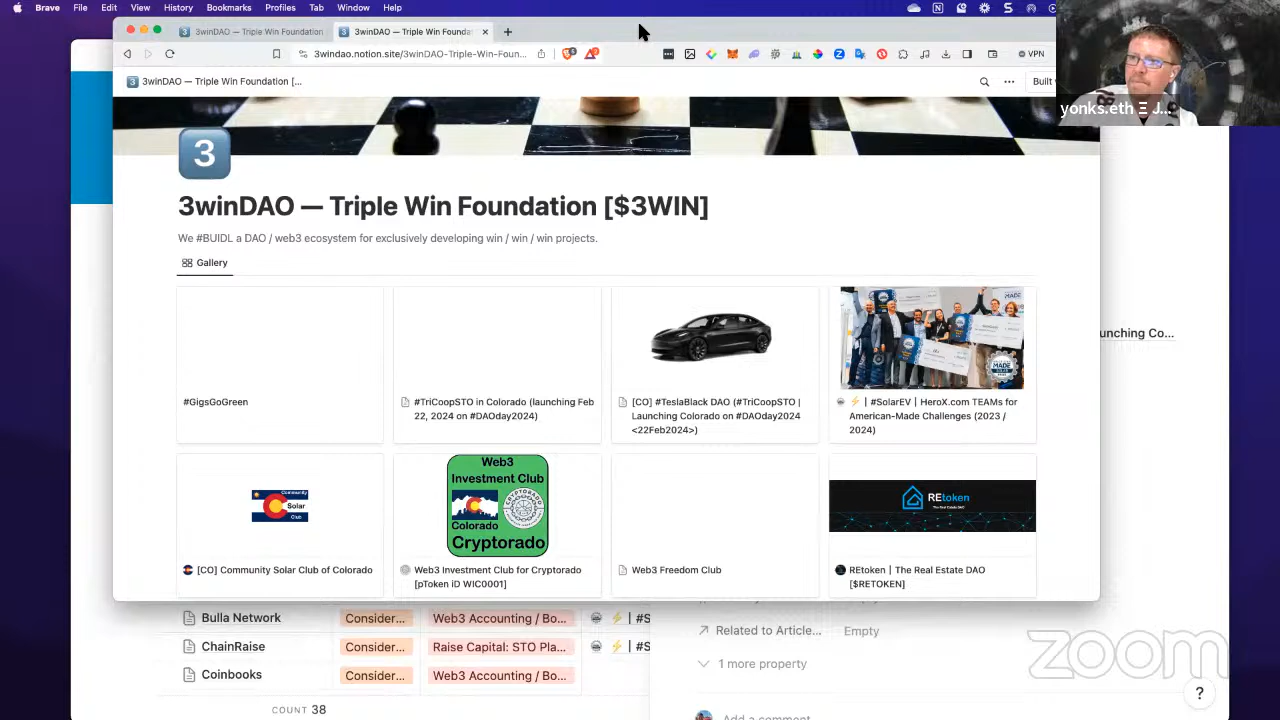 Brave File Edit View History Bookmarks Profiles Tab Window Help
3winDAO — Triple Win Foundation
3winDAO — Triple Win Founda
3windao.notion.site/3winDAO-Triple-Win-Foun...
VPN
3winDAO — Triple Win Foundation [...
Built
yonks.eth Ξ J...
3
3winDAO — Triple Win Foundation [$3WIN]
We #BUIDL a DAO / web3 ecosystem for exclusively developing win / win / win projects.
Gallery
#GigsGoGreen
#TriCoopSTO in Colorado (launching Feb
22, 2024 on #DAOday2024)
[CO] #TeslaBlack DAO (#TriCoopSTO |
Launching Colorado on #DAOday2024
<22Feb2024>)
MADE
MADE
⚡ | #SolarEV | HeroX.com TEAMs for
American-Made Challenges (2023 /
2024)
unching Co...
Community
Solar
Club
[CO] Community Solar Club of Colorado
Web3
Investment Club
Colorado
Cryptorado
Web3 Investment Club for Cryptorado
[pToken iD WIC0001]
Web3 Freedom Club
REtoken
The Real Estate DAO
REtoken | The Real Estate DAO
[$RETOKEN]
Bulla Network Consider... Web3 Accounting / Bo... ⚡ | #S
ChainRaise Consider... Raise Capital: STO Pla... ⚡ | #S
Coinbooks Consider... Web3 Accounting / Bo...
COUNT 38
Related to Article... Empty
1 more property
Add a comment
zoom
?